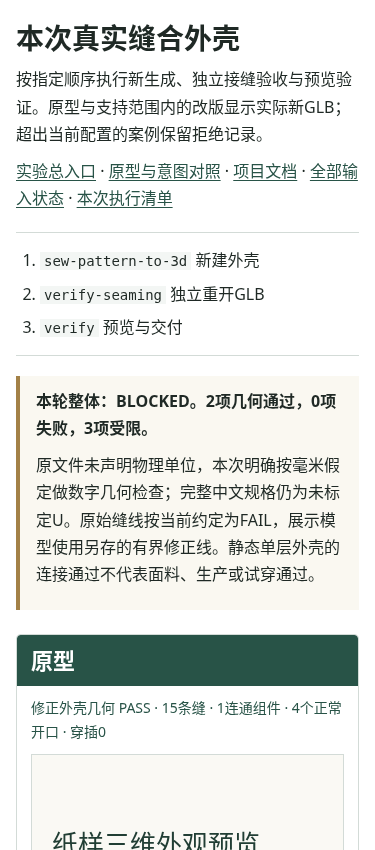 本次真实缝合外壳
按指定顺序执行新生成、独立接缝验收与预览验
证。原型与支持范围内的改版显示实际新GLB；
超出当前配置的案例保留拒绝记录。
实验总入口 · 原型与意图对照 · 项目文档 · 全部输
入状态 · 本次执行清单
1. sew-pattern-to-3d 新建外壳
2. verify-seaming 独立重开GLB
3. verify 预览与交付
本轮整体：BLOCKED。2项几何通过，0项
失败，3项受限。
原文件未声明物理单位，本次明确按毫米假
定做数字几何检查；完整中文规格仍为未标
定U。原始缝线按当前约定为FAIL，展示模
型使用另存的有界修正线。静态单层外壳的
连接通过不代表面料、生产或试穿通过。
原型
修正外壳几何 PASS · 15条缝 · 1连通组件 · 4个正常
开口 · 穿插0
纸样三维外观预览